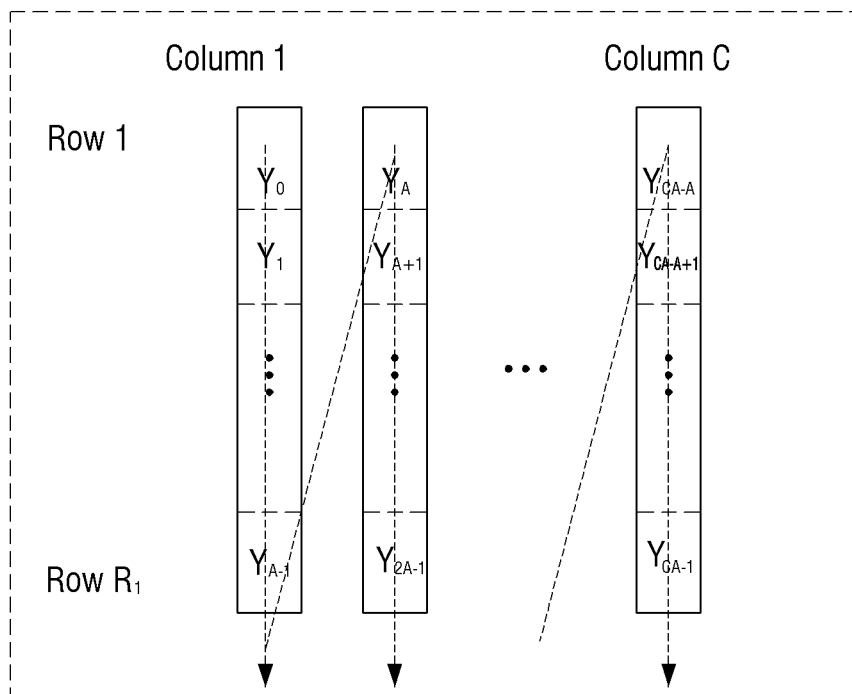 Column 1 Column C
Row 1
Y0 YA YCA-A
Y1 YA+1 YCA-A+1
Row R1 YA-1 Y2A-1 YCA-1